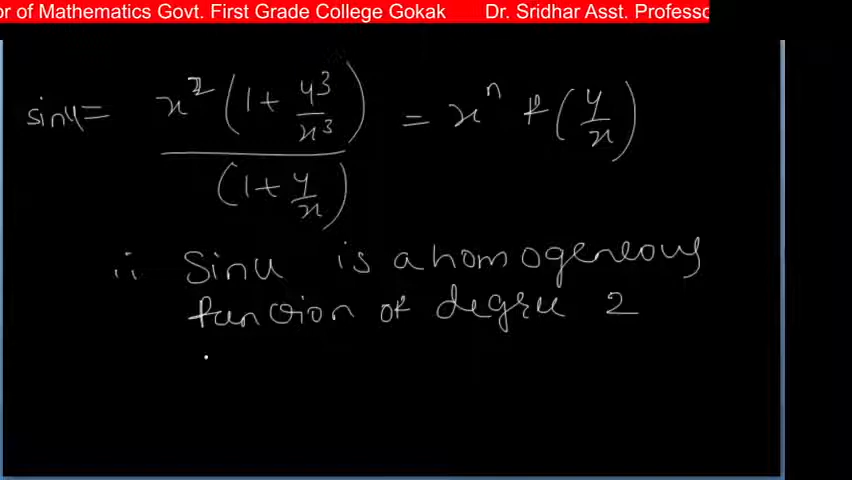 or of Mathematics Govt. First Grade College Gokak Dr. Sridhar Asst. Professo
sinu = x² (1 + y³/x³) / (1 + y/x) = xⁿ f (y/x)
∴ Sinu is a homogeneous
function of degree 2